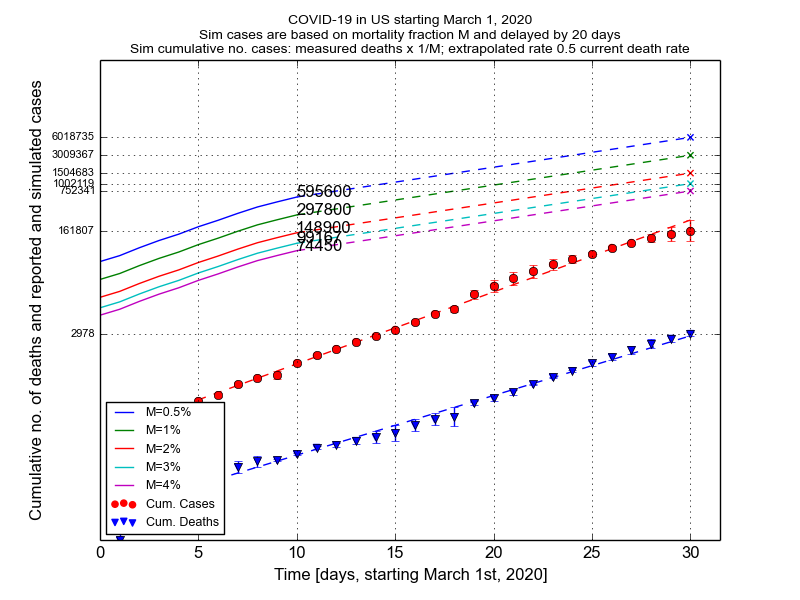 COVID-19 in US starting March 1, 2020
Sim cases are based on mortality fraction M and delayed by 20 days
Sim cumulative no. cases: measured deaths x 1/M; extrapolated rate 0.5 current death rate
Cumulative no. of deaths and reported and simulated cases
6018735
3009367
1504683
1002119
752341
161807
2978
595600
297800
148900
99167
74450
M=0.5%
M=1%
M=2%
M=3%
M=4%
Cum. Cases
Cum. Deaths
0 5 10 15 20 25 30
Time [days, starting March 1st, 2020]